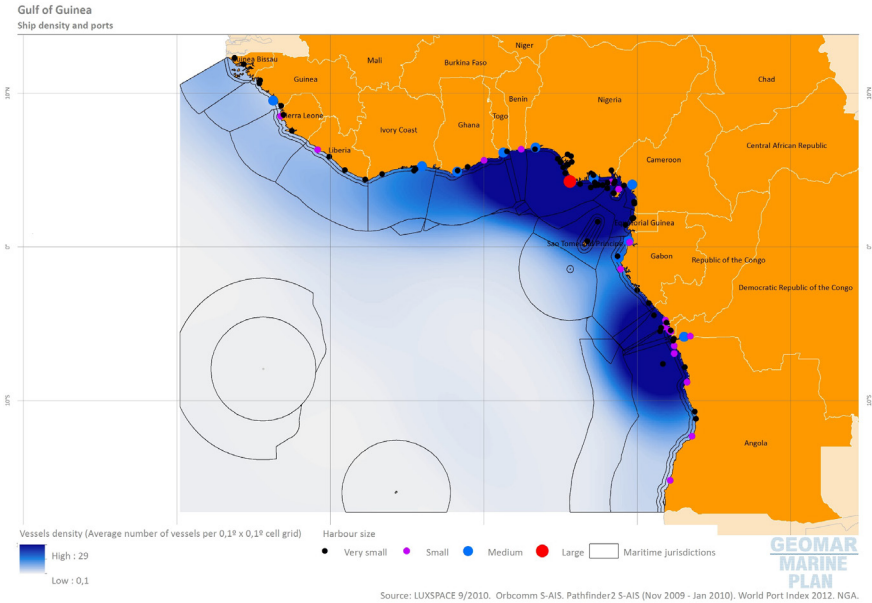 Gulf of Guinea
Ship density and ports
Niger
Mali
Guinea Bissau
Burkina Faso
Chad
Guinea
Benin
Nigeria
Togo
Sierra Leone
Ghana
Ivory Coast
Central African Republic
Liberia
Cameroon
Equatorial Guinea
Sao Tome and Principe
Gabon
Republic of the Congo
Democratic Republic of the Congo
Angola
Vessels density (Average number of vessels per 0,1º x 0,1º cell grid)
High : 29
Low : 0,1
Harbour size
Very small
Small
Medium
Large
Maritime jurisdictions
GEOMAR
MARINE
PLAN
Source: LUXSPACE 9/2010. Orbcomm S-AIS. Pathfinder2 S-AIS (Nov 2009 - Jan 2010). World Port Index 2012. NGA.